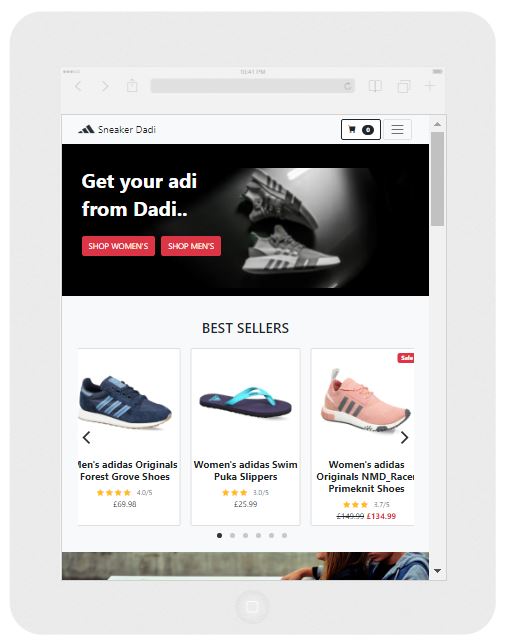 10:41 PM
Sneaker Dadi
0
Get your adi
from Dadi..
SHOP WOMEN'S
SHOP MEN'S
BEST SELLERS
Men's adidas Originals
Forest Grove Shoes
4.0/5
£69.98
Women's adidas Swim
Puka Slippers
3.0/5
£25.99
Sale
Women's adidas
Originals NMD_Racer
Primeknit Shoes
3.7/5
£149.99 £134.99